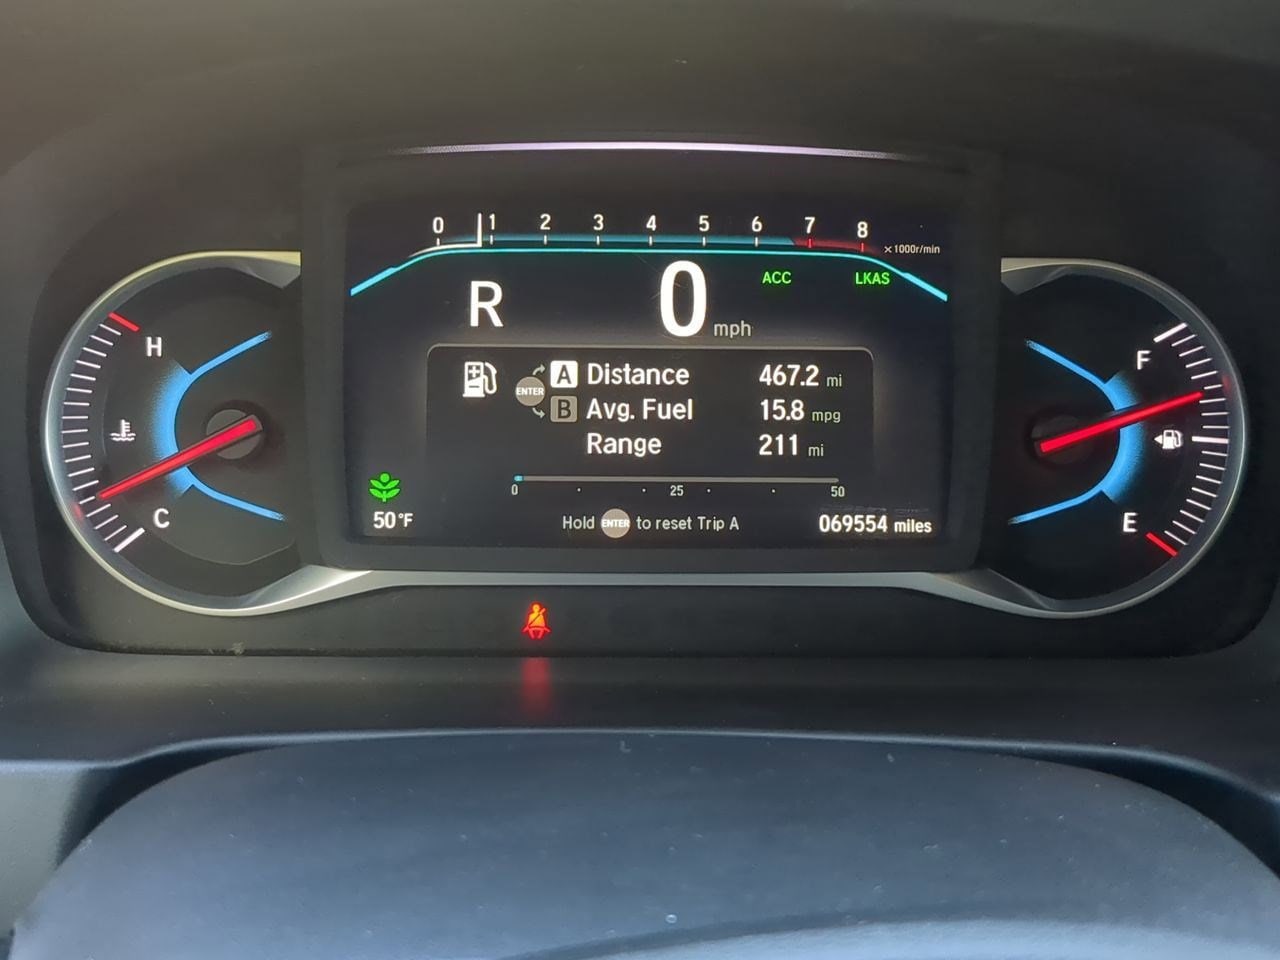 0 1 2 3 4 5 6 7 8
×1000r/min
ACC LKAS
R 0 mph
H
C
F
E
A Distance 467.2 mi
ENTER
B Avg. Fuel 15.8 mpg
Range 211 mi
0 25 50
50°F
Hold ENTER to reset Trip A
069554 miles